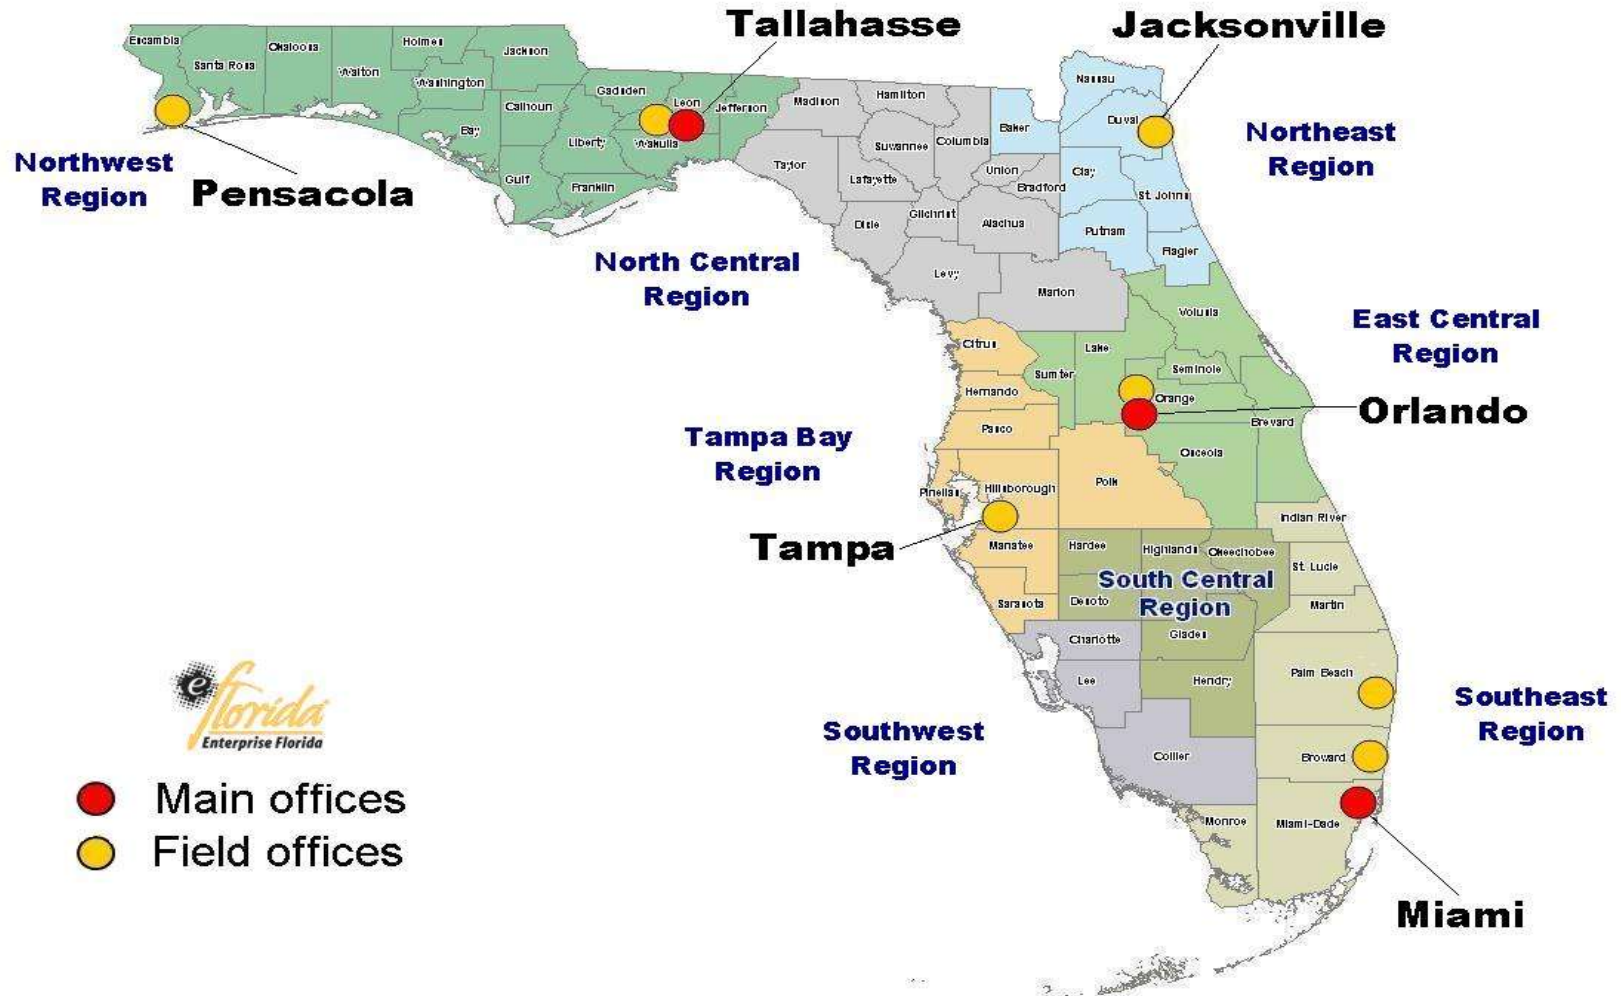 Tallahasse
Jacksonville
Escambia
Santa Rosa
Okaloosa
Walton
Holmes
Washington
Jackson
Calhoun
Bay
Gulf
Gadsden
Liberty
Franklin
Leon
Wakulla
Jefferson
Madison
Hamilton
Taylor
Suwannee
Columbia
Lafayette
Dixie
Gilchrist
Union
Bradford
Alachua
Levy
Marion
Baker
Nassau
Duval
Clay
St. Johns
Putnam
Flagler
Northwest
Region
Pensacola
North Central
Region
Northeast
Region
East Central
Region
Volusia
Lake
Sumter
Seminole
Orange
Brevard
Osceola
Orlando
Citrus
Hernando
Pasco
Pinellas
Hillsborough
Polk
Manatee
Sarasota
Tampa Bay
Region
Tampa
Hardee
Highlands
Okeechobee
Desoto
Glades
Hendry
South Central
Region
Indian River
St. Lucie
Martin
Palm Beach
Broward
Miami-Dade
Monroe
Charlotte
Lee
Collier
Southwest
Region
Southeast
Region
Miami
e
florida
Enterprise Florida
Main offices
Field offices